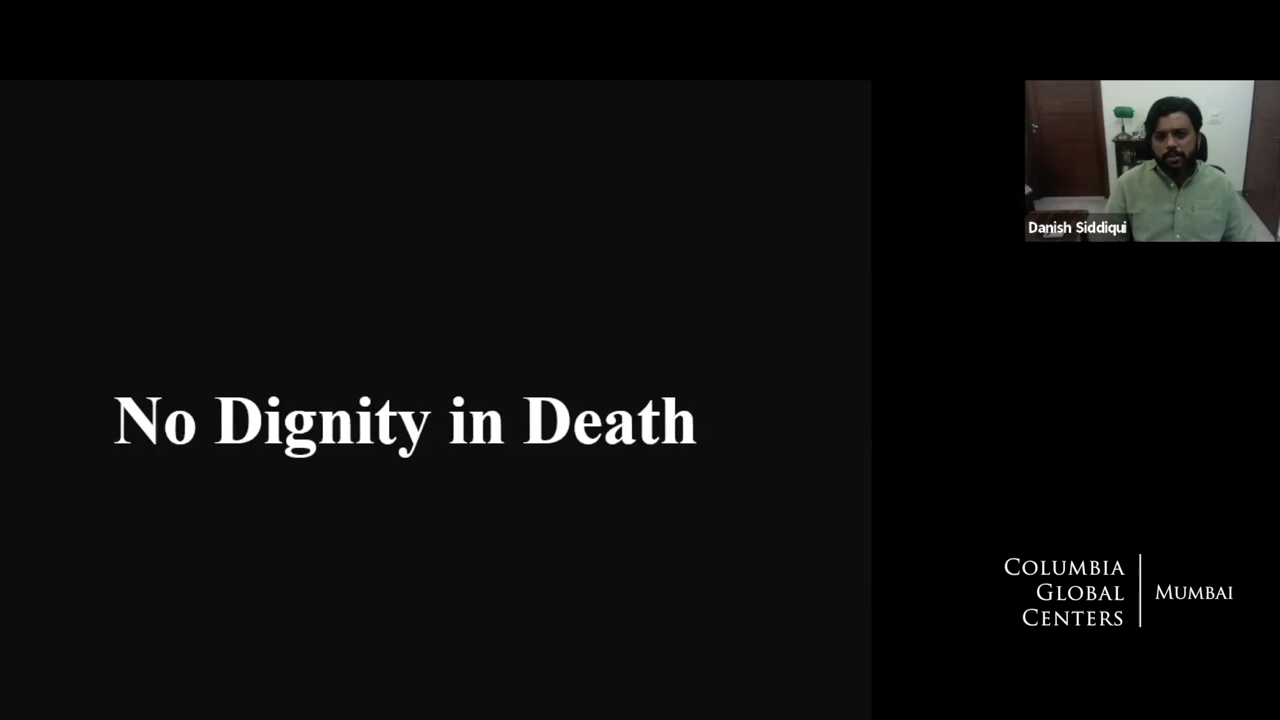 No Dignity in Death
Danish Siddiqui
COLUMBIA
GLOBAL
CENTERS
MUMBAI